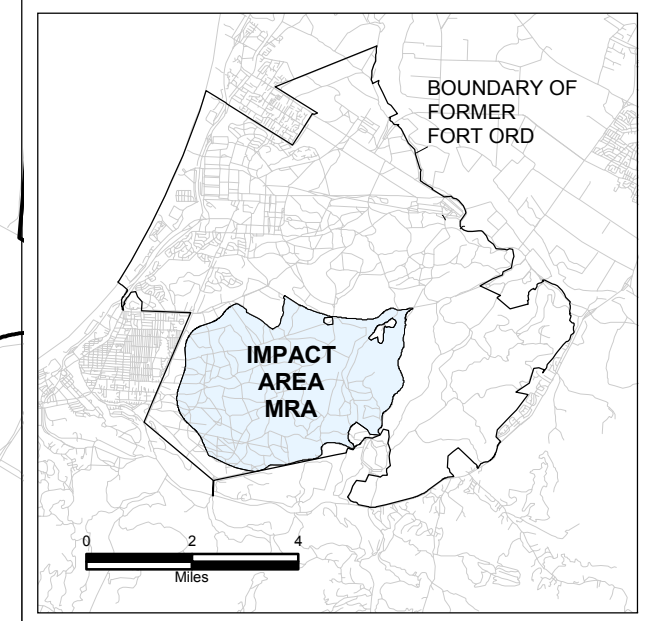 BOUNDARY OF
FORMER
FORT ORD
IMPACT
AREA
MRA
0 2 4
Miles